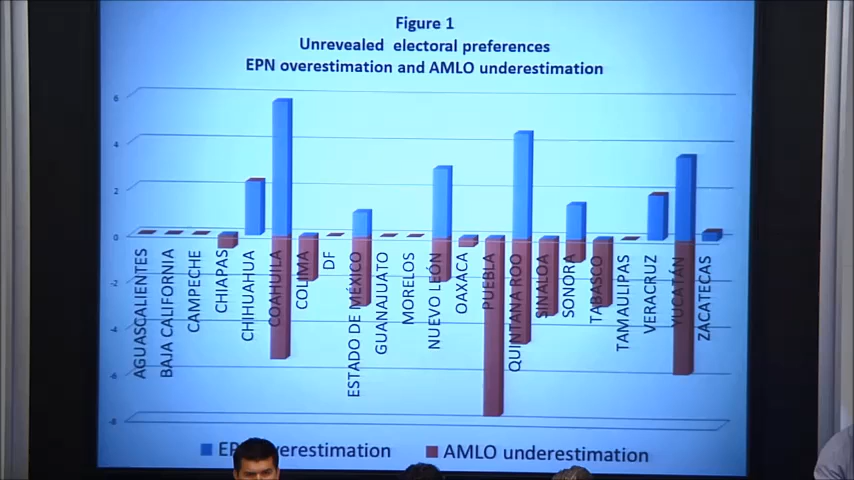 Figure 1
Unrevealed electoral preferences
EPN overestimation and AMLO underestimation
6
4
2
0
-2
-4
-6
-8
AGUASCALIENTES
BAJA CALIFORNIA
CAMPECHE
CHIAPAS
CHIHUAHUA
COAHUILA
COLIMA
DF
ESTADO DE MÉXICO
GUANAJUATO
MORELOS
NUEVO LEÓN
OAXACA
PUEBLA
QUINTANA ROO
SINALOA
SONORA
TABASCO
TAMAULIPAS
VERACRUZ
YUCATÁN
ZACATECAS
EPN overestimation
AMLO underestimation